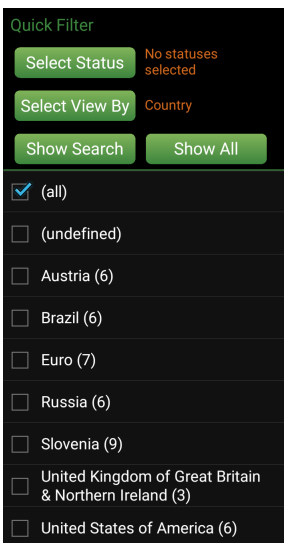 Quick Filter
Select Status
No statuses
selected
Select View By
Country
Show Search
Show All
(all)
(undefined)
Austria (6)
Brazil (6)
Euro (7)
Russia (6)
Slovenia (9)
United Kingdom of Great Britain
& Northern Ireland (3)
United States of America (6)